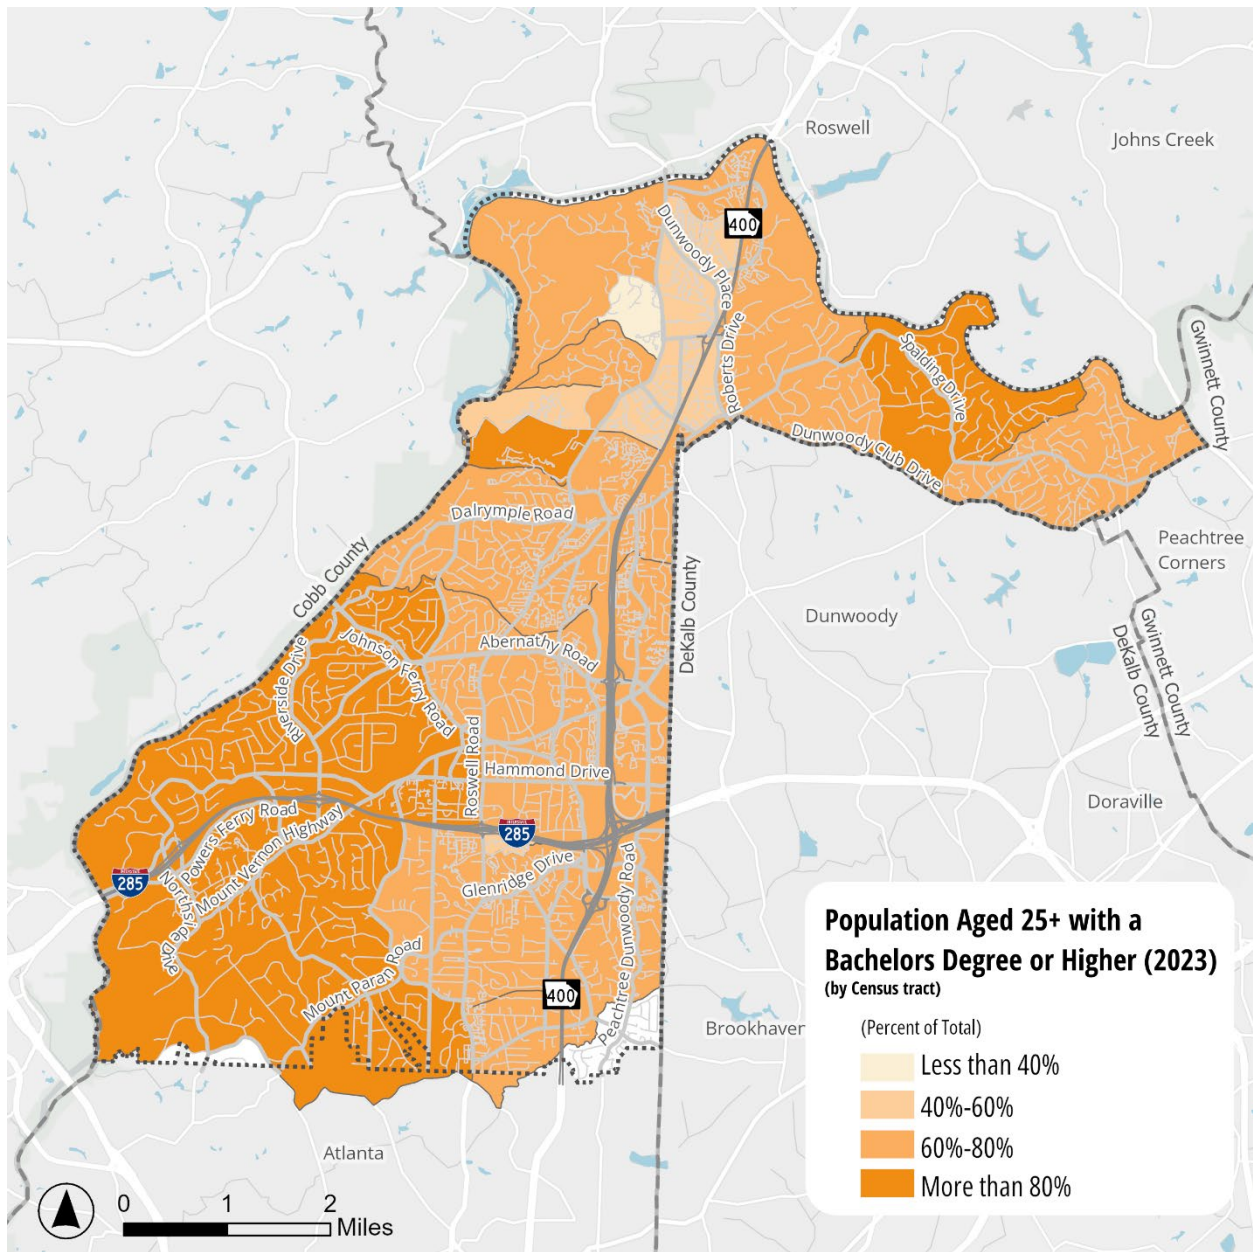 Roswell
Johns Creek
400
Dunwoody Place
Roberts Drive
Spalding Drive
Gwinnett County
Dunwoody Club Drive
Dalrymple Road
Cobb County
Peachtree
Corners
DeKalb County
Dunwoody
Gwinnett County
DeKalb County
Johnson Ferry Road
Abernathy Road
Riverside Drive
Roswell Road
Hammond Drive
Doraville
Powers Ferry Road
INTERSTATE
285
Mount Vernon Highway
Glenridge Drive
INTERSTATE
285
Northside Drive
Peachtree Dunwoody Road
Mount Paran Road
400
Brookhaven
Atlanta
Population Aged 25+ with a
Bachelors Degree or Higher (2023)
(by Census tract)
(Percent of Total)
Less than 40%
40%-60%
60%-80%
More than 80%
0 1 2
Miles